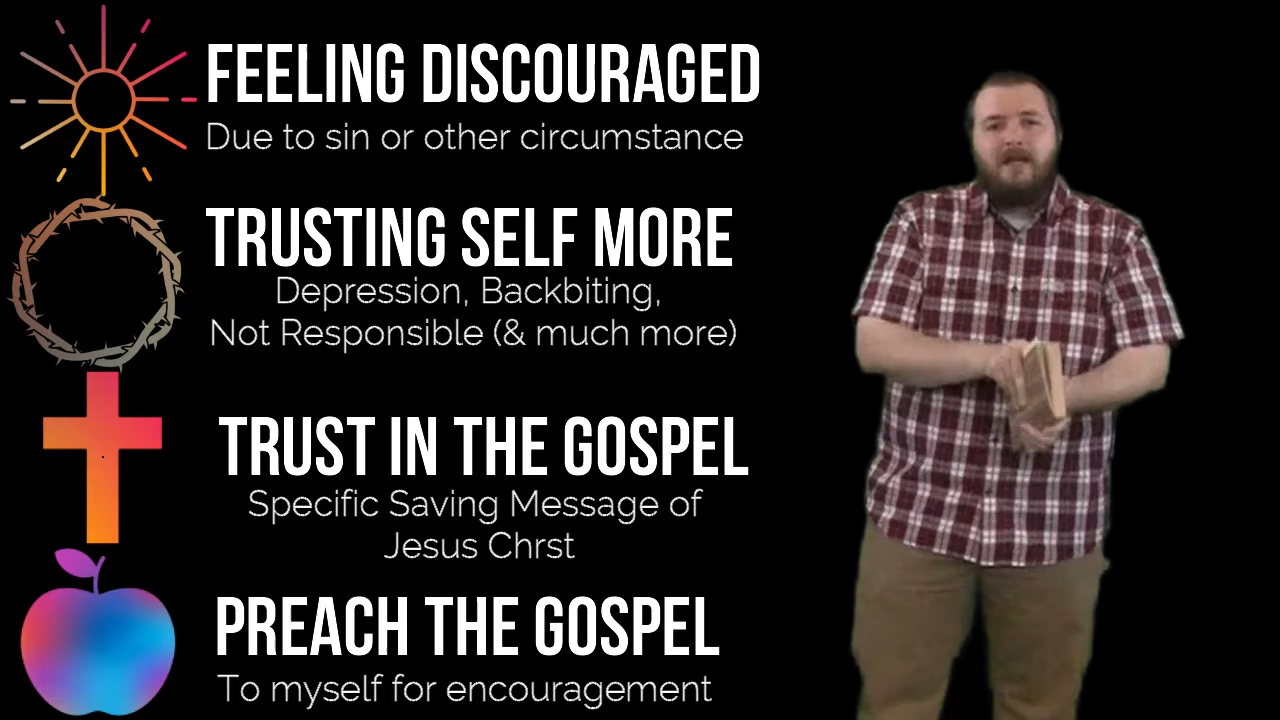 FEELING DISCOURAGED
Due to sin or other circumstance
TRUSTING SELF MORE
Depression, Backbiting,
Not Responsible (& much more)
TRUST IN THE GOSPEL
Specific Saving Message of
Jesus Chrst
PREACH THE GOSPEL
To myself for encouragement